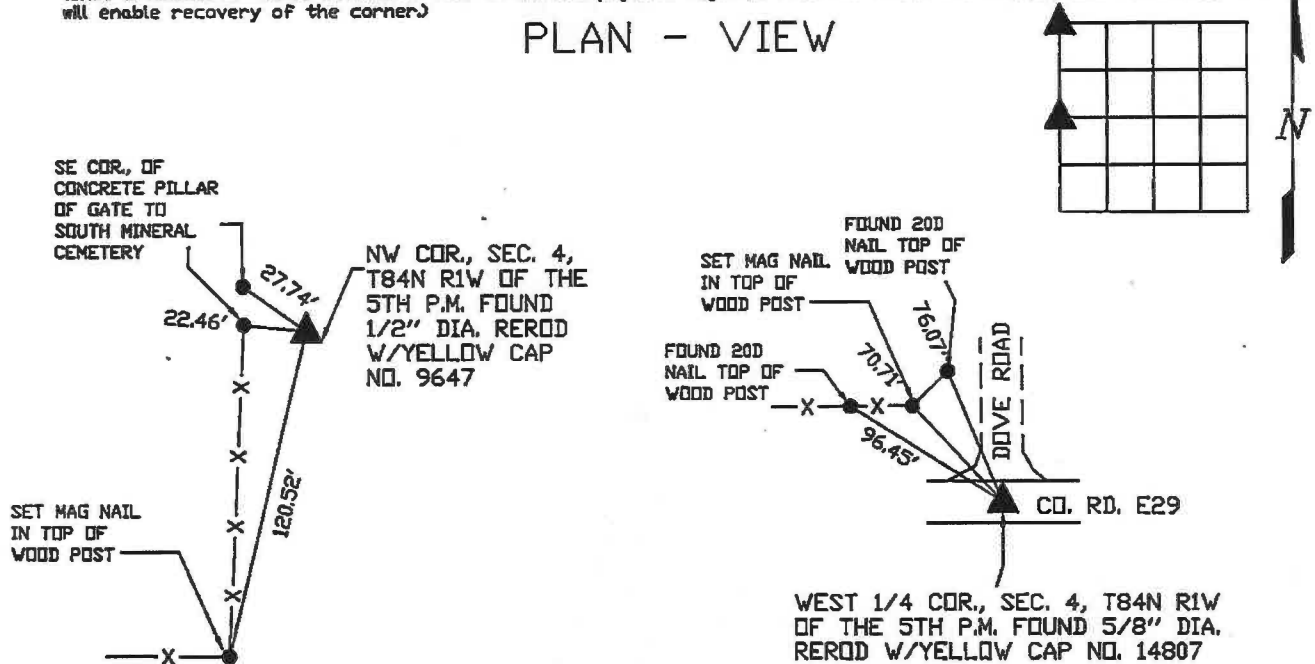 will enable recovery of the corner.)
PLAN - VIEW
N
SE COR., OF
CONCRETE PILLAR
OF GATE TO
SOUTH MINERAL
CEMETERY
27.74'
22.46'
NW COR., SEC. 4,
T84N R1W OF THE
5TH P.M. FOUND
1/2" DIA. REROD
W/YELLOW CAP
NO. 9647
X
X
X
X
120.52'
SET MAG NAIL
IN TOP OF
WOOD POST
X
FOUND 20D
NAIL TOP OF
WOOD POST
SET MAG NAIL
IN TOP OF
WOOD POST
FOUND 20D
NAIL TOP OF
WOOD POST
76.07'
70.71'
96.45'
X
X
DOVE ROAD
CO. RD. E29
WEST 1/4 COR., SEC. 4, T84N R1W
OF THE 5TH P.M. FOUND 5/8" DIA.
REROD W/YELLOW CAP NO. 14807